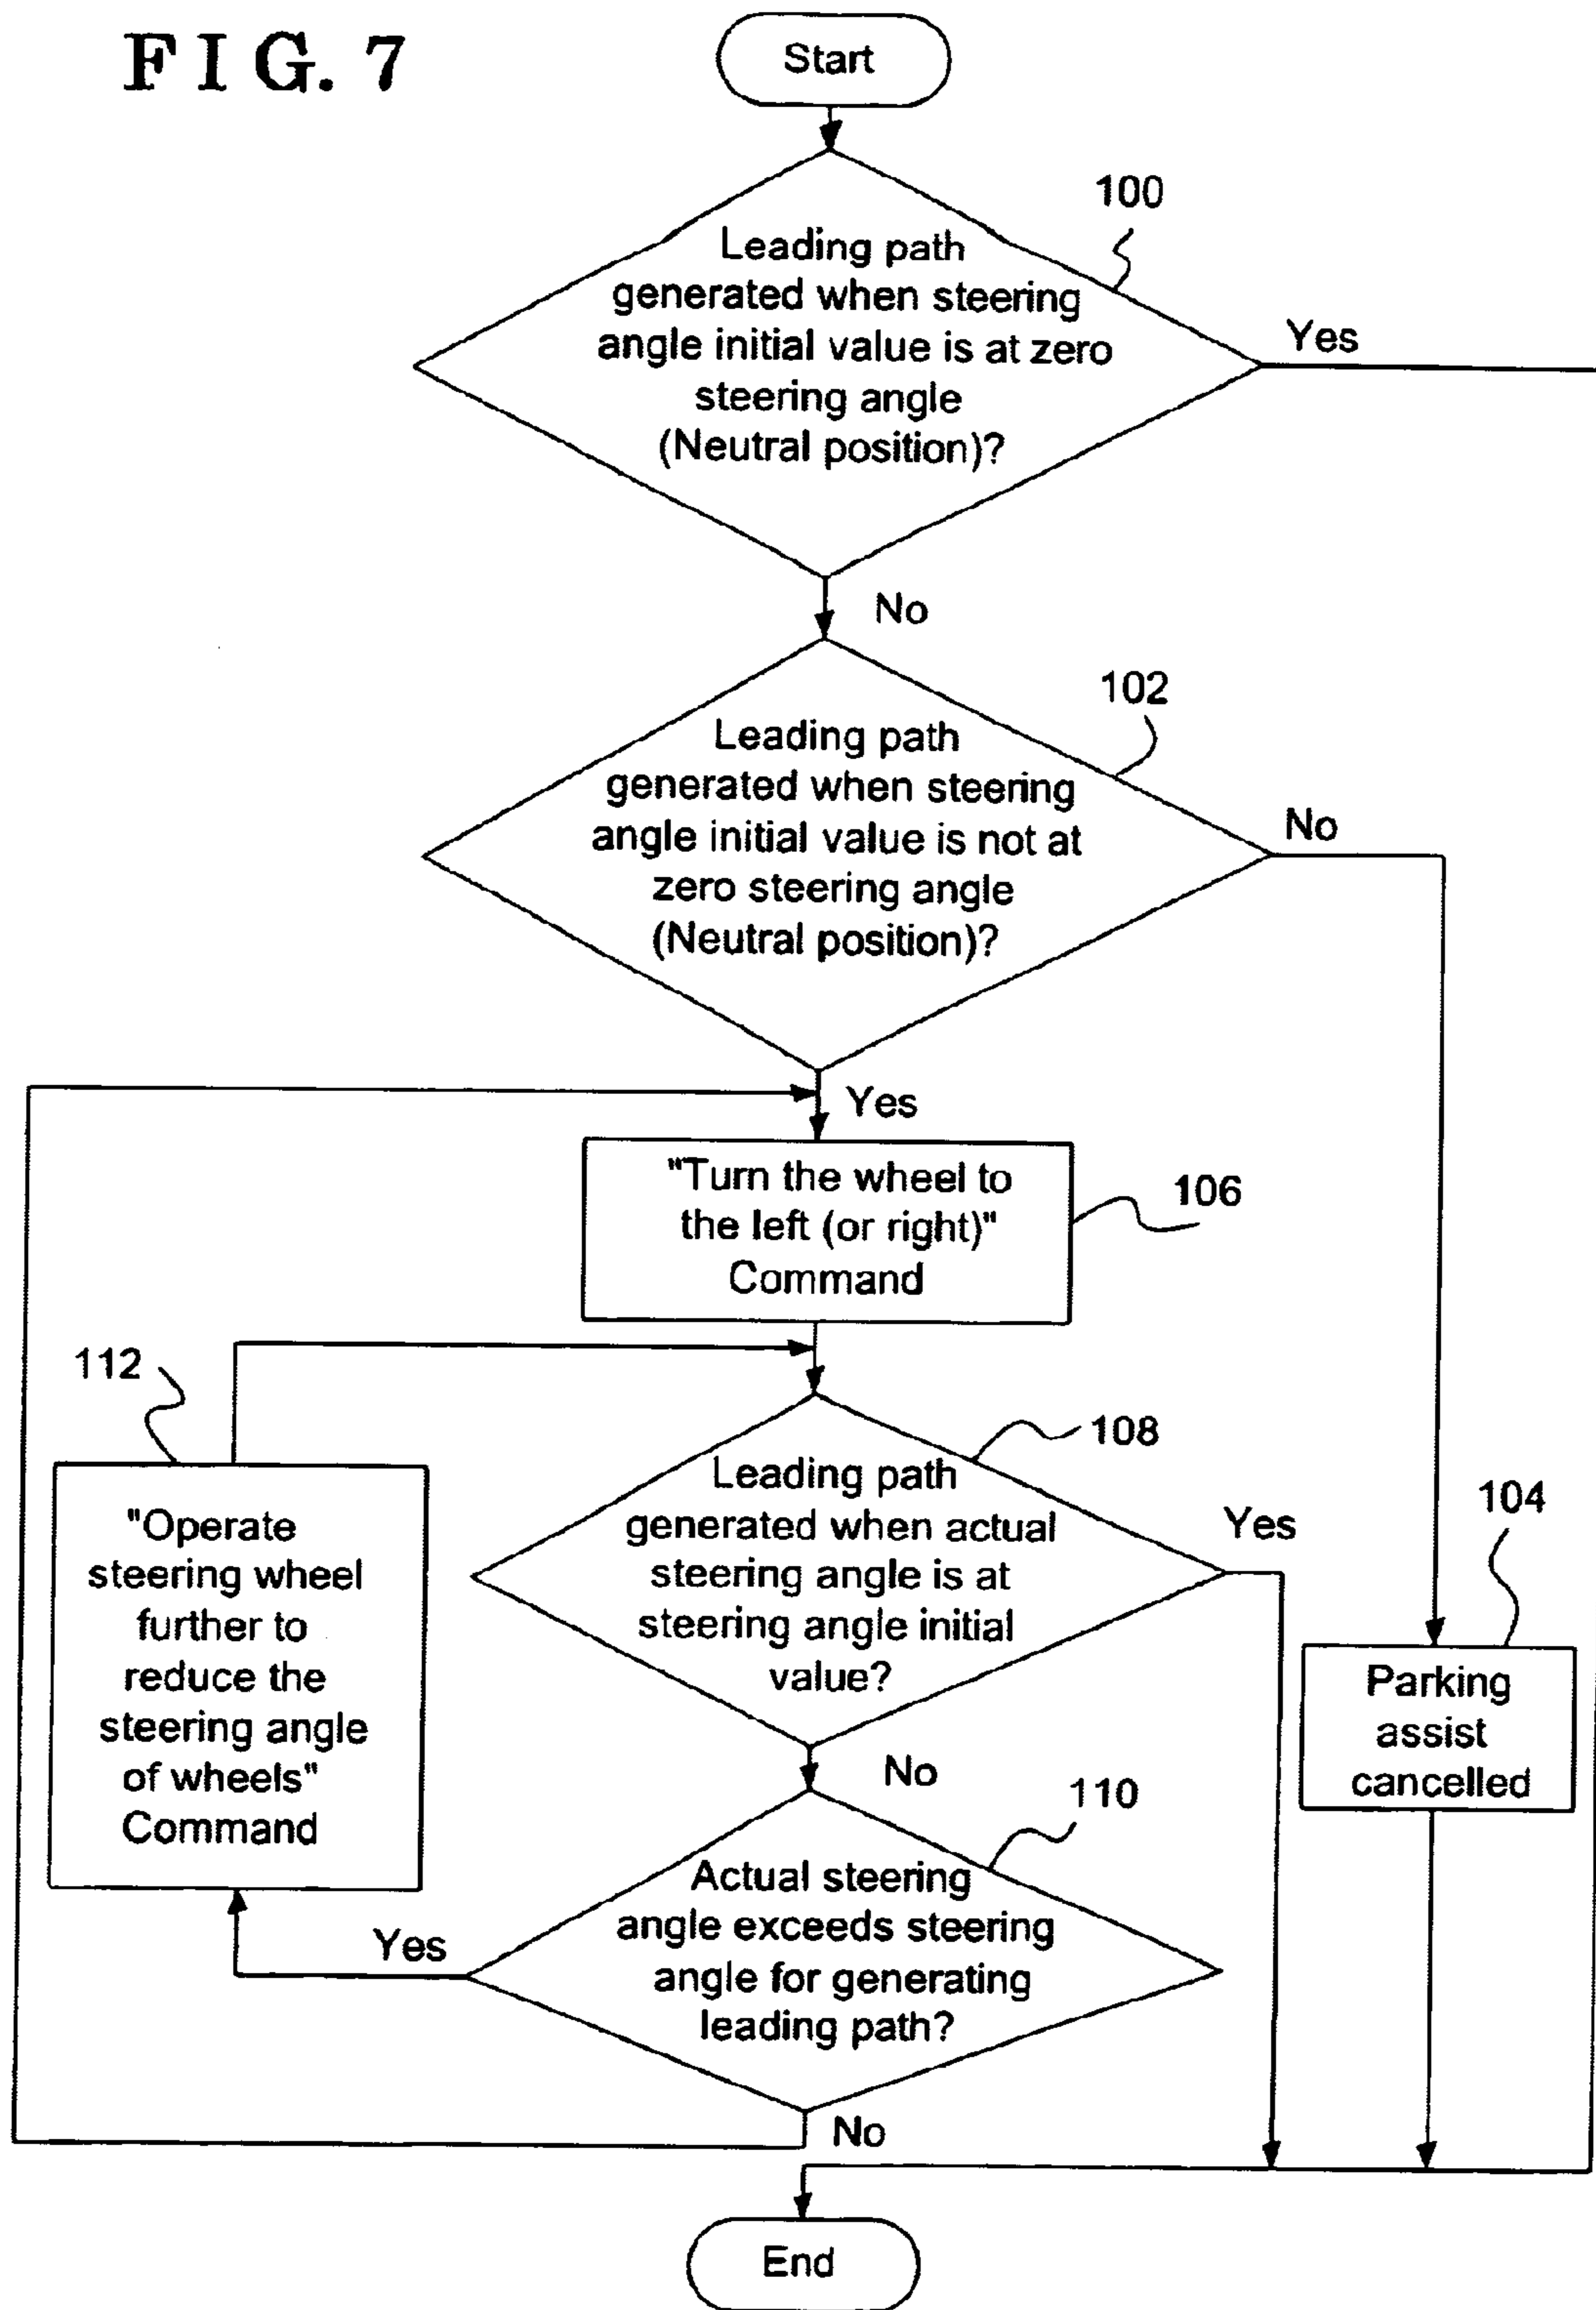 FIG. 7
Start
100
Leading path
generated when steering
angle initial value is at zero
steering angle
(Neutral position)?
Yes
No
102
Leading path
generated when steering
angle initial value is not at
zero steering angle
(Neutral position)?
No
Yes
"Turn the wheel to
the left (or right)"
Command
106
112
"Operate
steering wheel
further to
reduce the
steering angle
of wheels"
Command
108
Leading path
generated when actual
steering angle is at
steering angle initial
value?
Yes
104
Parking
assist
cancelled
No
110
Actual steering
angle exceeds steering
angle for generating
leading path?
Yes
No
End